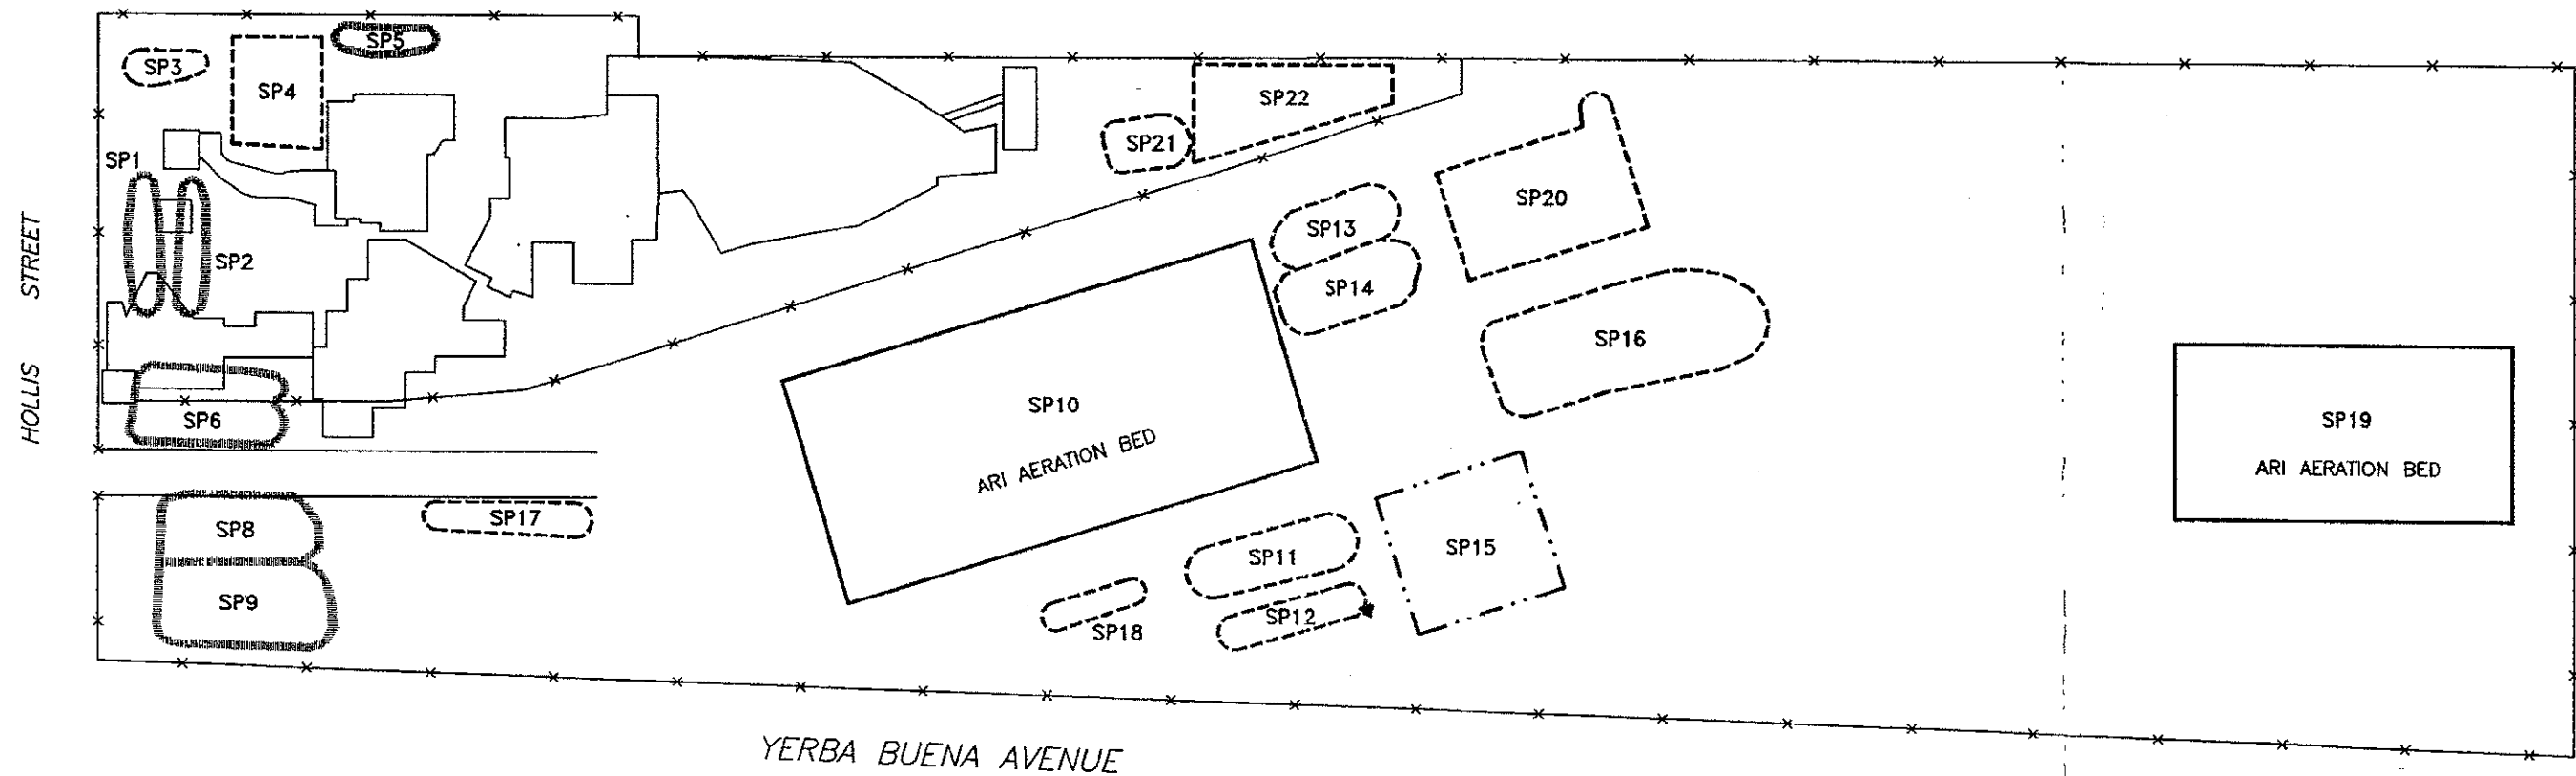 SP5
SP3
SP4
SP22
SP21
SP1
SP20
SP13
SP2
SP14
HOLLIS STREET
SP16
SP10
ARI AERATION BED
SP6
SP19
ARI AERATION BED
SP17
SP8
SP15
SP11
SP9
SP12
SP18
YERBA BUENA AVENUE